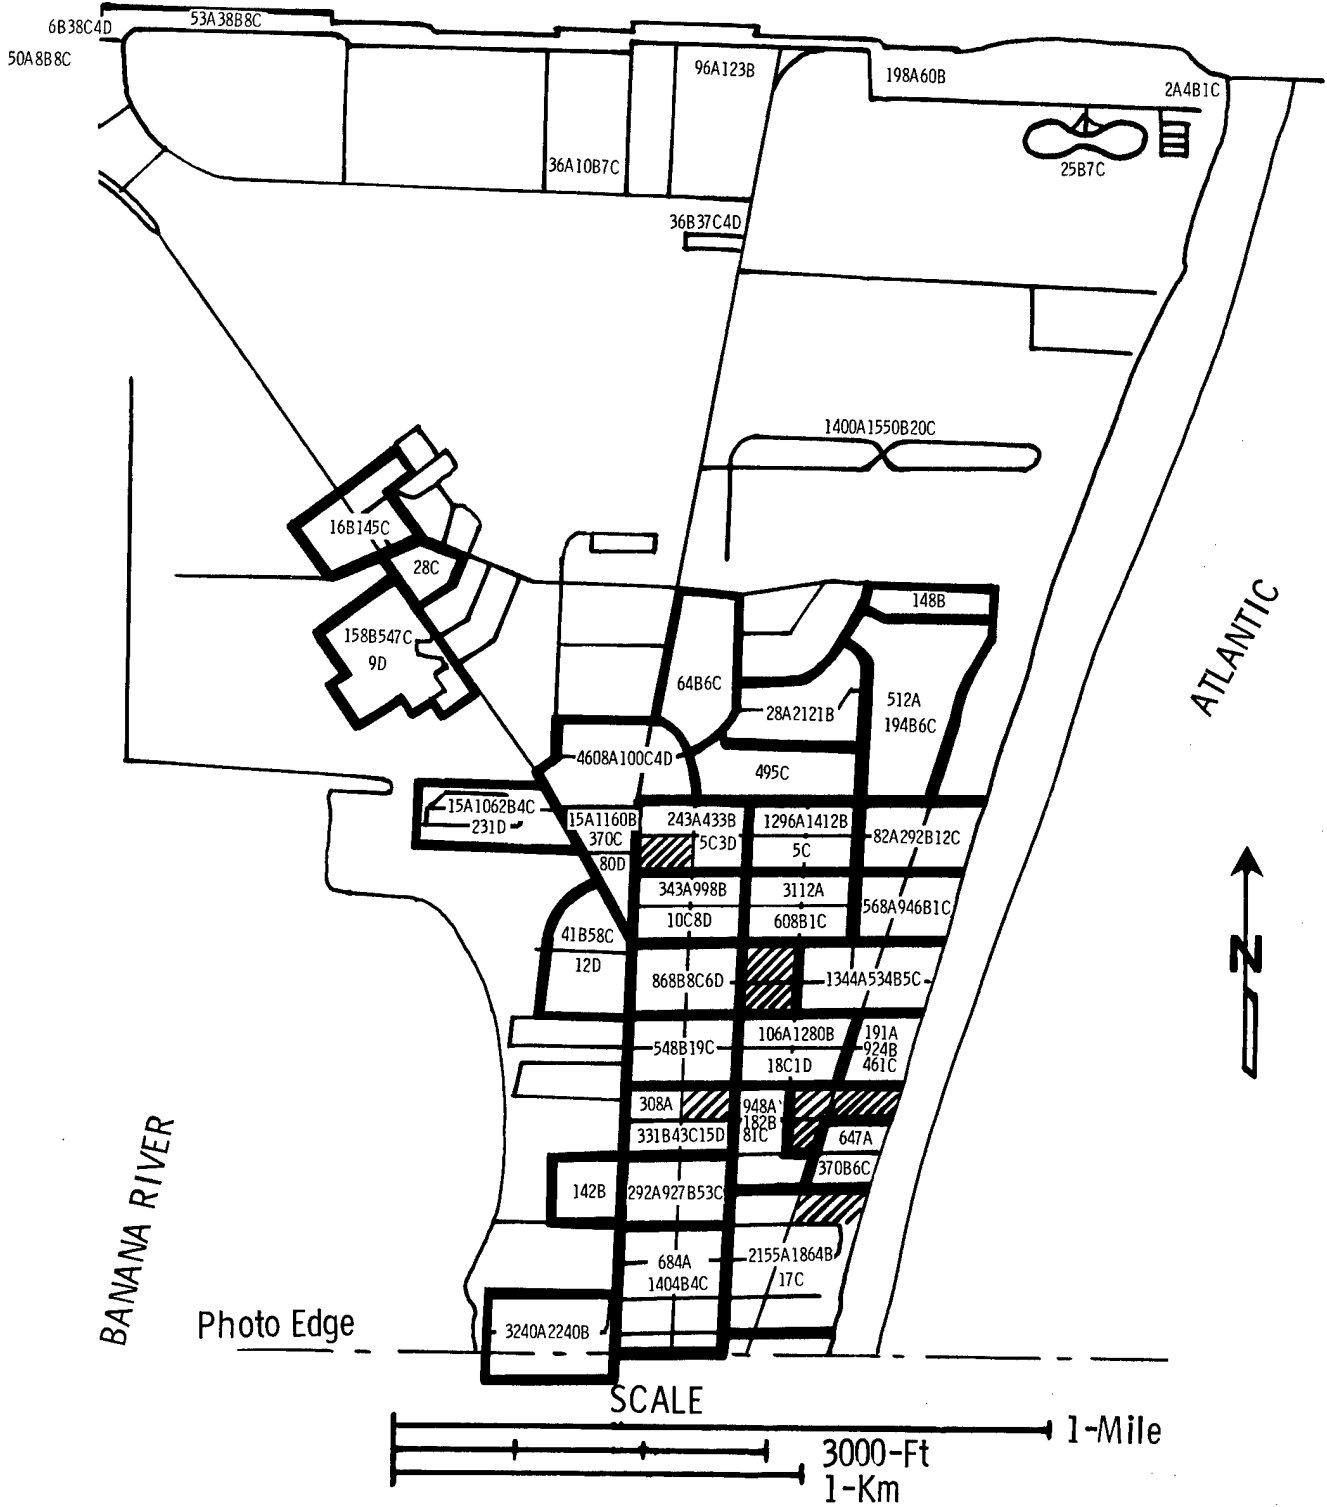 53A38B8C
6B38C4D
50A8B8C
96A123B
198A60B
2A4B1C
36A10B7C
25B7C
36B37C4D
1400A1550B20C
16B145C
28C
148B
158B547C
9D
64B6C
28A2121B
512A
194B6C
4608A100C4D
495C
15A1062B4C
231D
15A1160B
370C
80D
243A433B
5C3D
1296A1412B
5C
82A292B12C
343A998B
10C8D
3112A
608B1C
568A946B1C
41B58C
12D
868B8C6D
1344A534B5C
548B19C
106A1280B
18C1D
191A
924B
461C
308A
331B43C15D
948A
182B
81C
647A
370B6C
142B
292A927B53C
684A
1404B4C
2155A1864B
17C
3240A2240B
ATLANTIC
N
BANANA RIVER
Photo Edge
SCALE
1-Mile
3000-Ft
1-Km